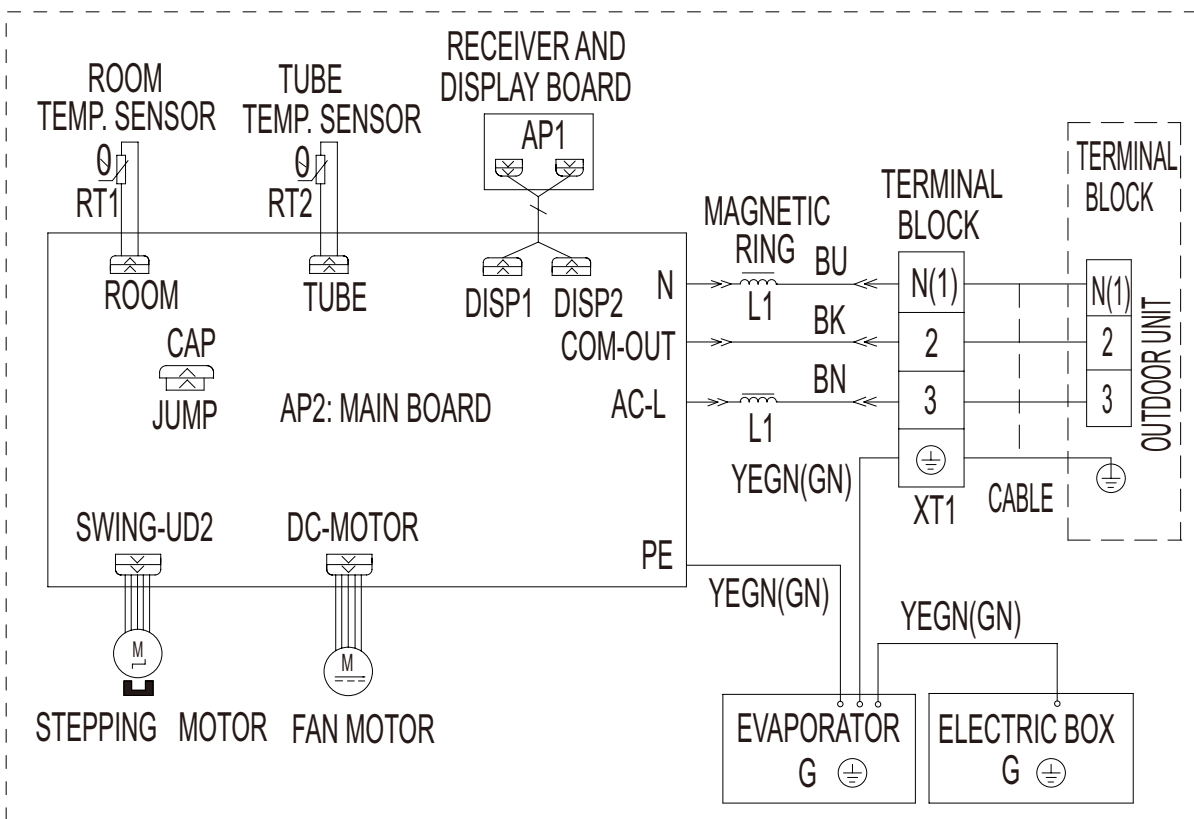 RECEIVER AND
DISPLAY BOARD
AP1
ROOM
TEMP. SENSOR
RT1
TUBE
TEMP. SENSOR
RT2
ROOM
TUBE
DISP1
DISP2
CAP
JUMP
AP2: MAIN BOARD
N
COM-OUT
AC-L
PE
MAGNETIC
RING
BU
L1
BK
BN
L1
YEGN(GN)
TERMINAL
BLOCK
N(1)
2
3
XT1
CABLE
TERMINAL
BLOCK
N(1)
2
3
OUTDOOR UNIT
SWING-UD2
DC-MOTOR
M
M
STEPPING MOTOR
FAN MOTOR
YEGN(GN)
YEGN(GN)
EVAPORATOR
G
ELECTRIC BOX
G